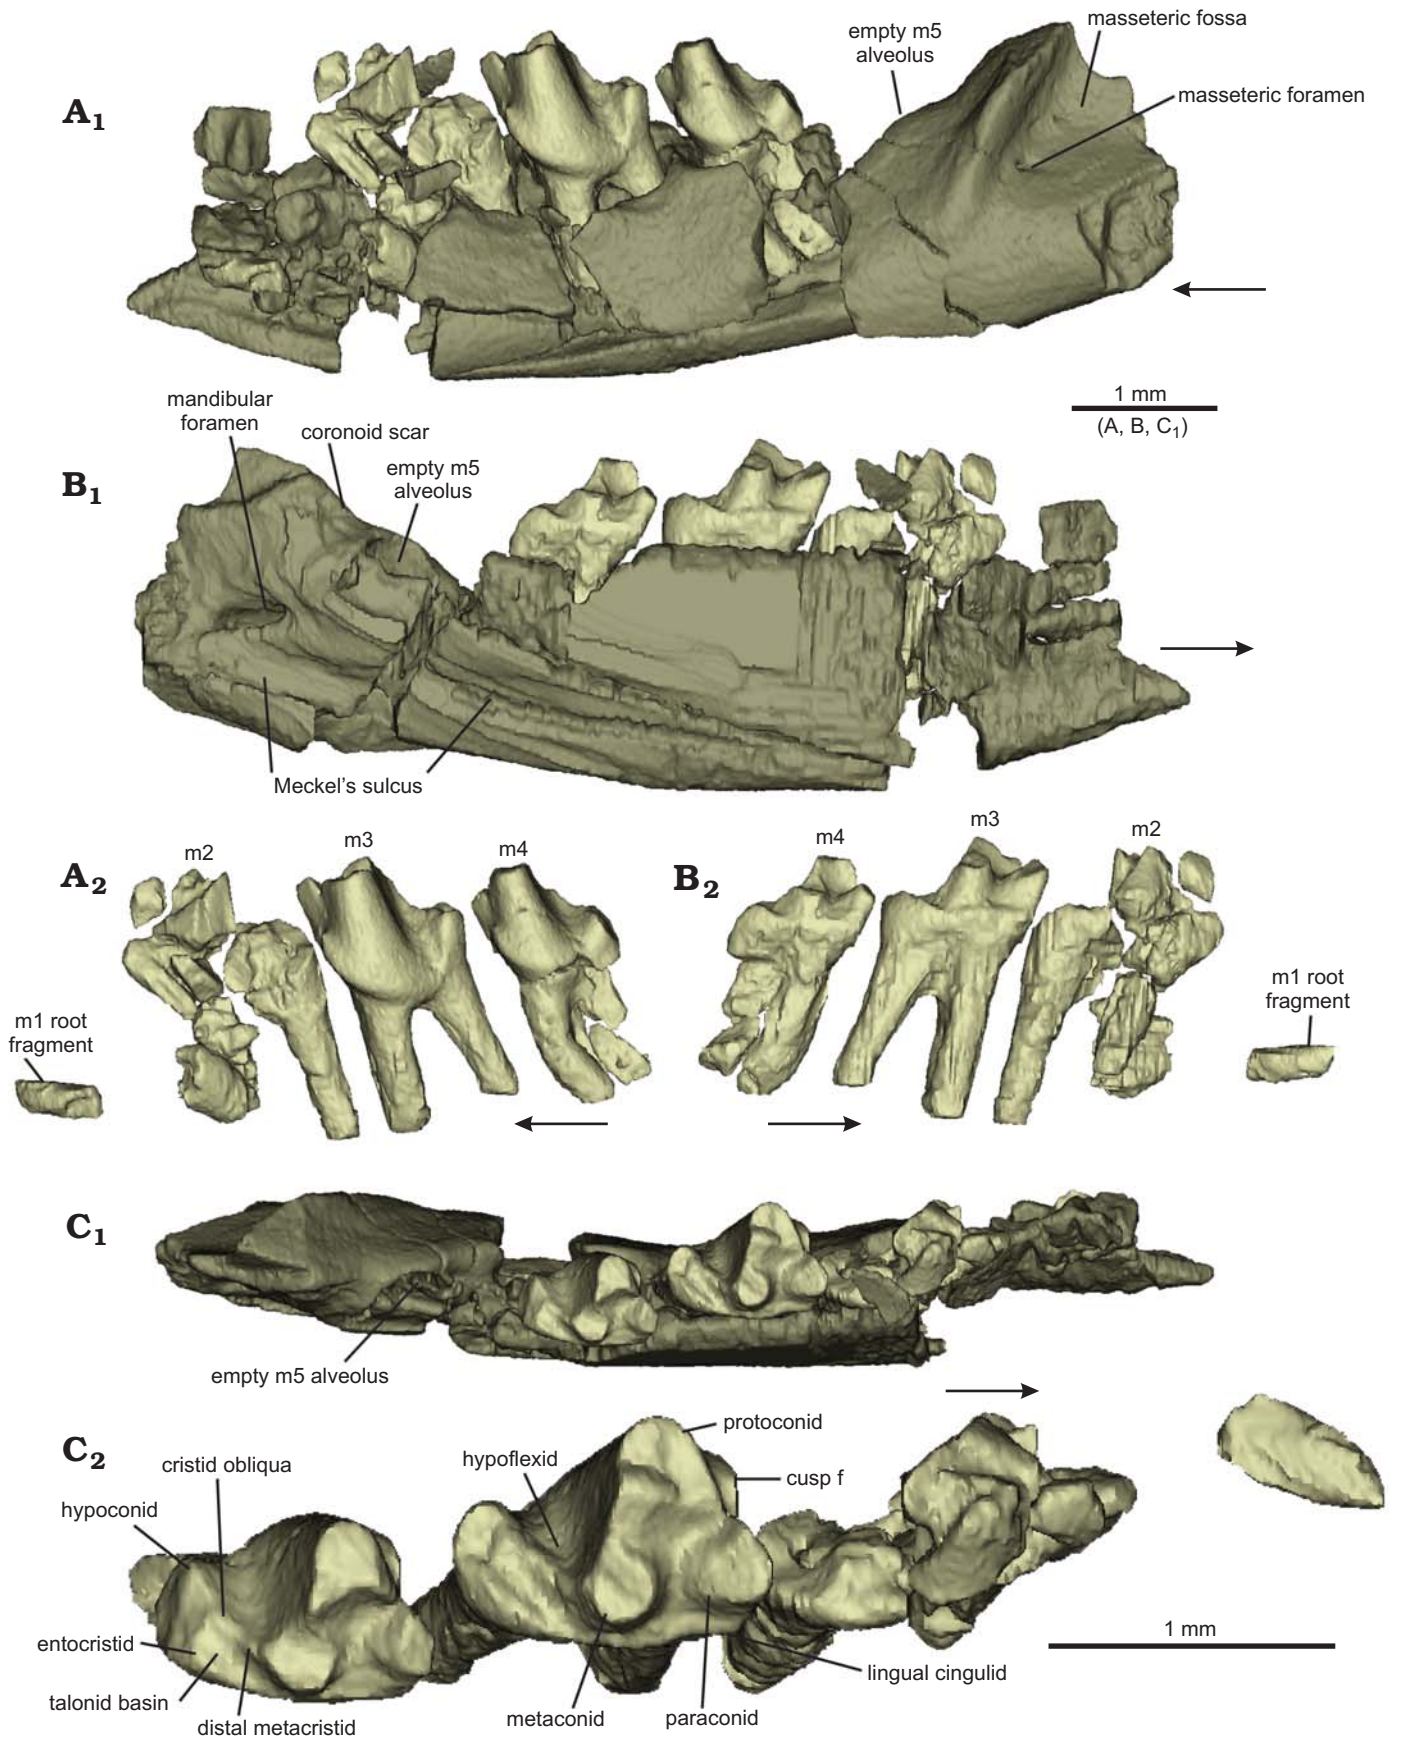 masseteric fossa
empty m5
alveolus
A1
masseteric foramen
1 mm
(A, B, C1)
mandibular
foramen
coronoid scar
empty m5
alveolus
B1
Meckel's sulcus
A2
m2
m3
m4
m1 root
fragment
B2
m4
m3
m2
m1 root
fragment
C1
empty m5 alveolus
C2
protoconid
hypoflexid
cusp f
cristid obliqua
hypoconid
entocristid
talonid basin
distal metacristid
metaconid
paraconid
lingual cingulid
1 mm